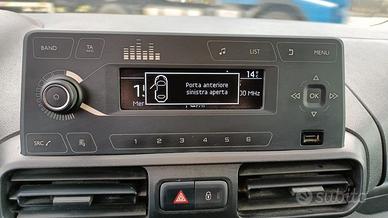 BAND
TA
LIST
MENU
14
Porta anteriore
sinistra aperta
15
00 MHz
OK
SRC
1 2 3 4 5 6
subito